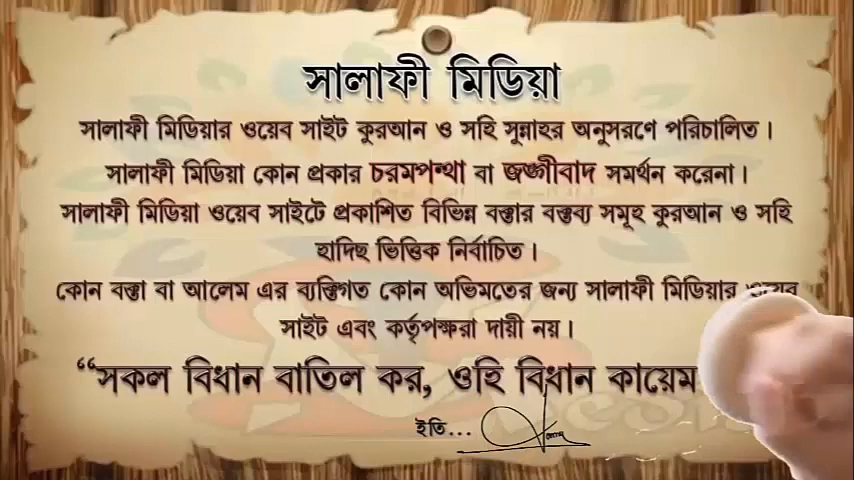 সালাফী মিডিয়া
সালাফী মিডিয়ার ওয়েব সাইট কুরআন ও সহি সুন্নাহর অনুসরণে পরিচালিত।
সালাফী মিডিয়া কোন প্রকার চরমপন্থা বা জঙ্গীবাদ সমর্থন করেনা।
সালাফী মিডিয়া ওয়েব সাইটে প্রকাশিত বিভিন্ন বক্তার বক্তব্য সমূহ কুরআন ও সহি
হাদিছ ভিত্তিক নির্বাচিত।
কোন বক্তা বা আলেম এর ব্যক্তিগত কোন অভিমতের জন্য সালাফী মিডিয়ার ওয়েব
সাইট এবং কর্তৃপক্ষরা দায়ী নয়।
“সকল বিধান বাতিল কর, ওহি বিধান কায়েম
ইতি...